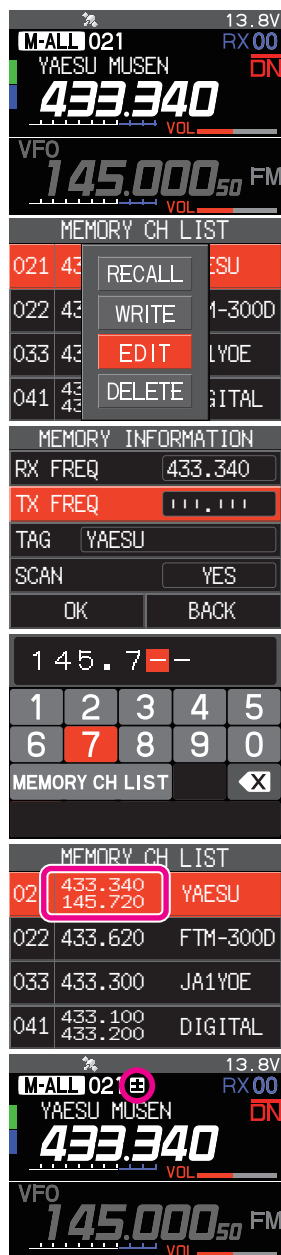 13.8V
M-ALL 021 RX 00
YAESU MUSEN DN
433.340
VOL
VFO
145.00050 FM
VOL
MEMORY CH LIST
021 43 RECALL ESU
022 43 WRITE M-300D
033 43 EDIT LYOE
041 43 DELETE GITAL
43
MEMORY INFORMATION
RX FREQ 433.340
TX FREQ ---.---
TAG YAESU
SCAN YES
OK BACK
145.7--
1 2 3 4 5
6 7 8 9 0
MEMORY CH LIST X
MEMORY CH LIST
02 433.340 YAESU
145.720
022 433.620 FTM-300D
033 433.300 JA1YOE
041 433.100 DIGITAL
433.200
13.8V
M-ALL 021 ± RX 00
YAESU MUSEN DN
433.340
VOL
VFO
145.00050 FM
VOL